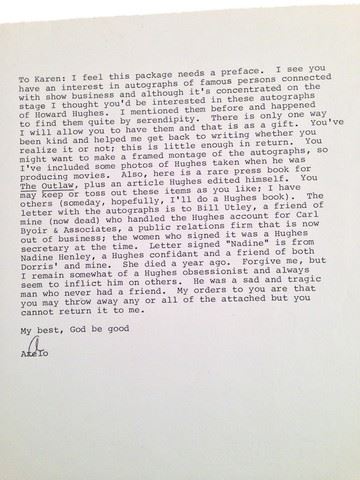 To Karen: I feel this package needs a preface. I see you
have an interest in autographs of famous persons connected
with show business and although it's concentrated on the
stage I thought you'd be interested in these autographs
of Howard Hughes. I mentioned them before and happened
to find them quite by serendipity. There is only one way
I will allow you to have them and that is as a gift. You've
been kind and helped me get back to writing whether you
realize it or not; this is little enough in return. You
might want to make a framed montage of the autographs, so
I've included some photos of Hughes taken when he was
producing movies. Also, here is a rare press book for
The Outlaw, plus an article Hughes edited himself. You
may keep or toss out these items as you like; I have
others (someday, hopefully, I'll do a Hughes book). The
letter with the autographs is to Bill Utley, a friend of
mine (now dead) who handled the Hughes account for Carl
Byoir & Associates, a public relations firm that is now
out of business; the women who signed it was a Hughes
secretary at the time. Letter signed "Nadine" is from
Nadine Henley, a Hughes confidant and a friend of both
Dorris' and mine. She died a year ago. Forgive me, but
I remain somewhat of a Hughes obsessionist and always
seem to inflict him on others. He was a sad and tragic
man who never had a friend. My orders to you are that
you may throw away any or all of the attached but you
cannot return it to me.
My best, God be good